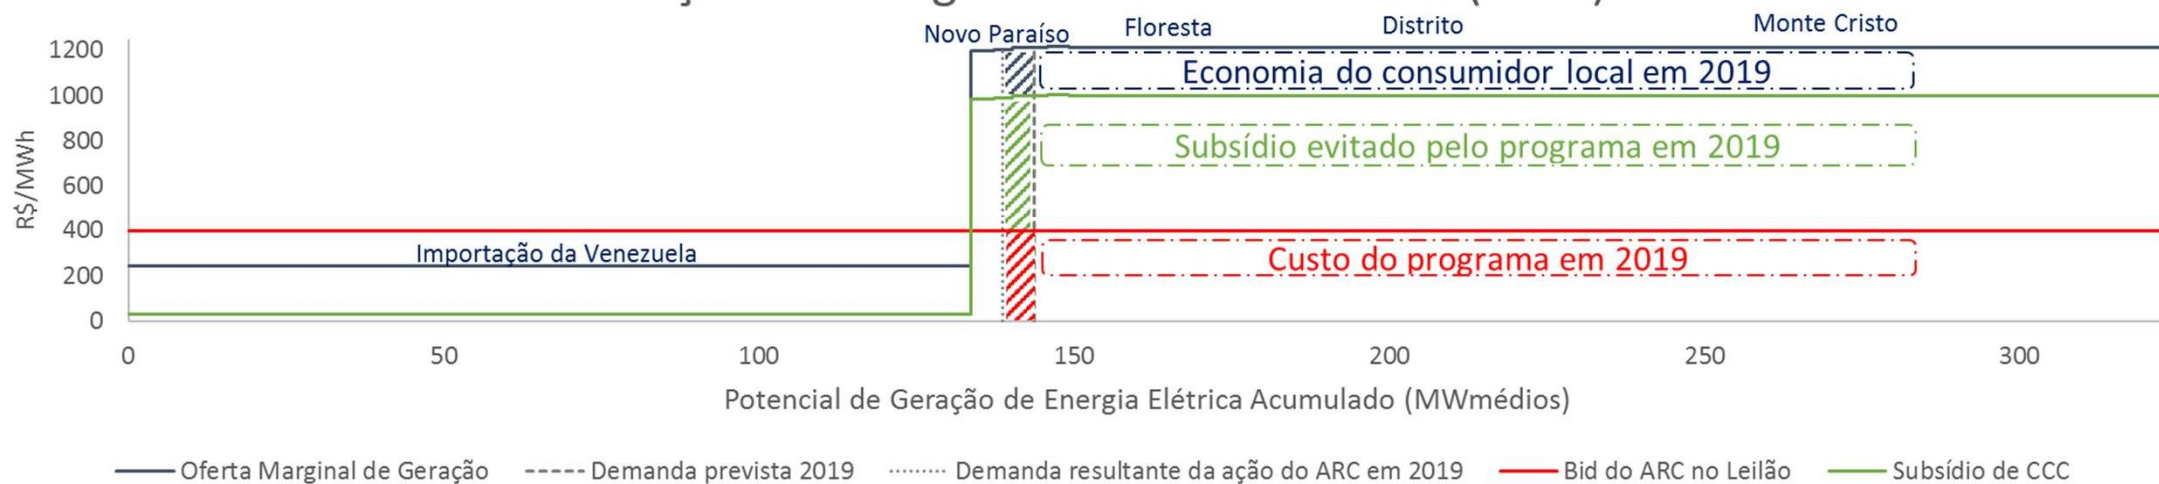 Novo Paraíso
Floresta
Distrito
Monte Cristo
1200
1000
800
600
400
200
0
R$/MWh
Economia do consumidor local em 2019
Subsídio evitado pelo programa em 2019
Importação da Venezuela
Custo do programa em 2019
0 50 100 150 200 250 300
Potencial de Geração de Energia Elétrica Acumulado (MWmédios)
Oferta Marginal de Geração
Demanda prevista 2019
Demanda resultante da ação do ARC em 2019
Bid do ARC no Leilão
Subsídio de CCC